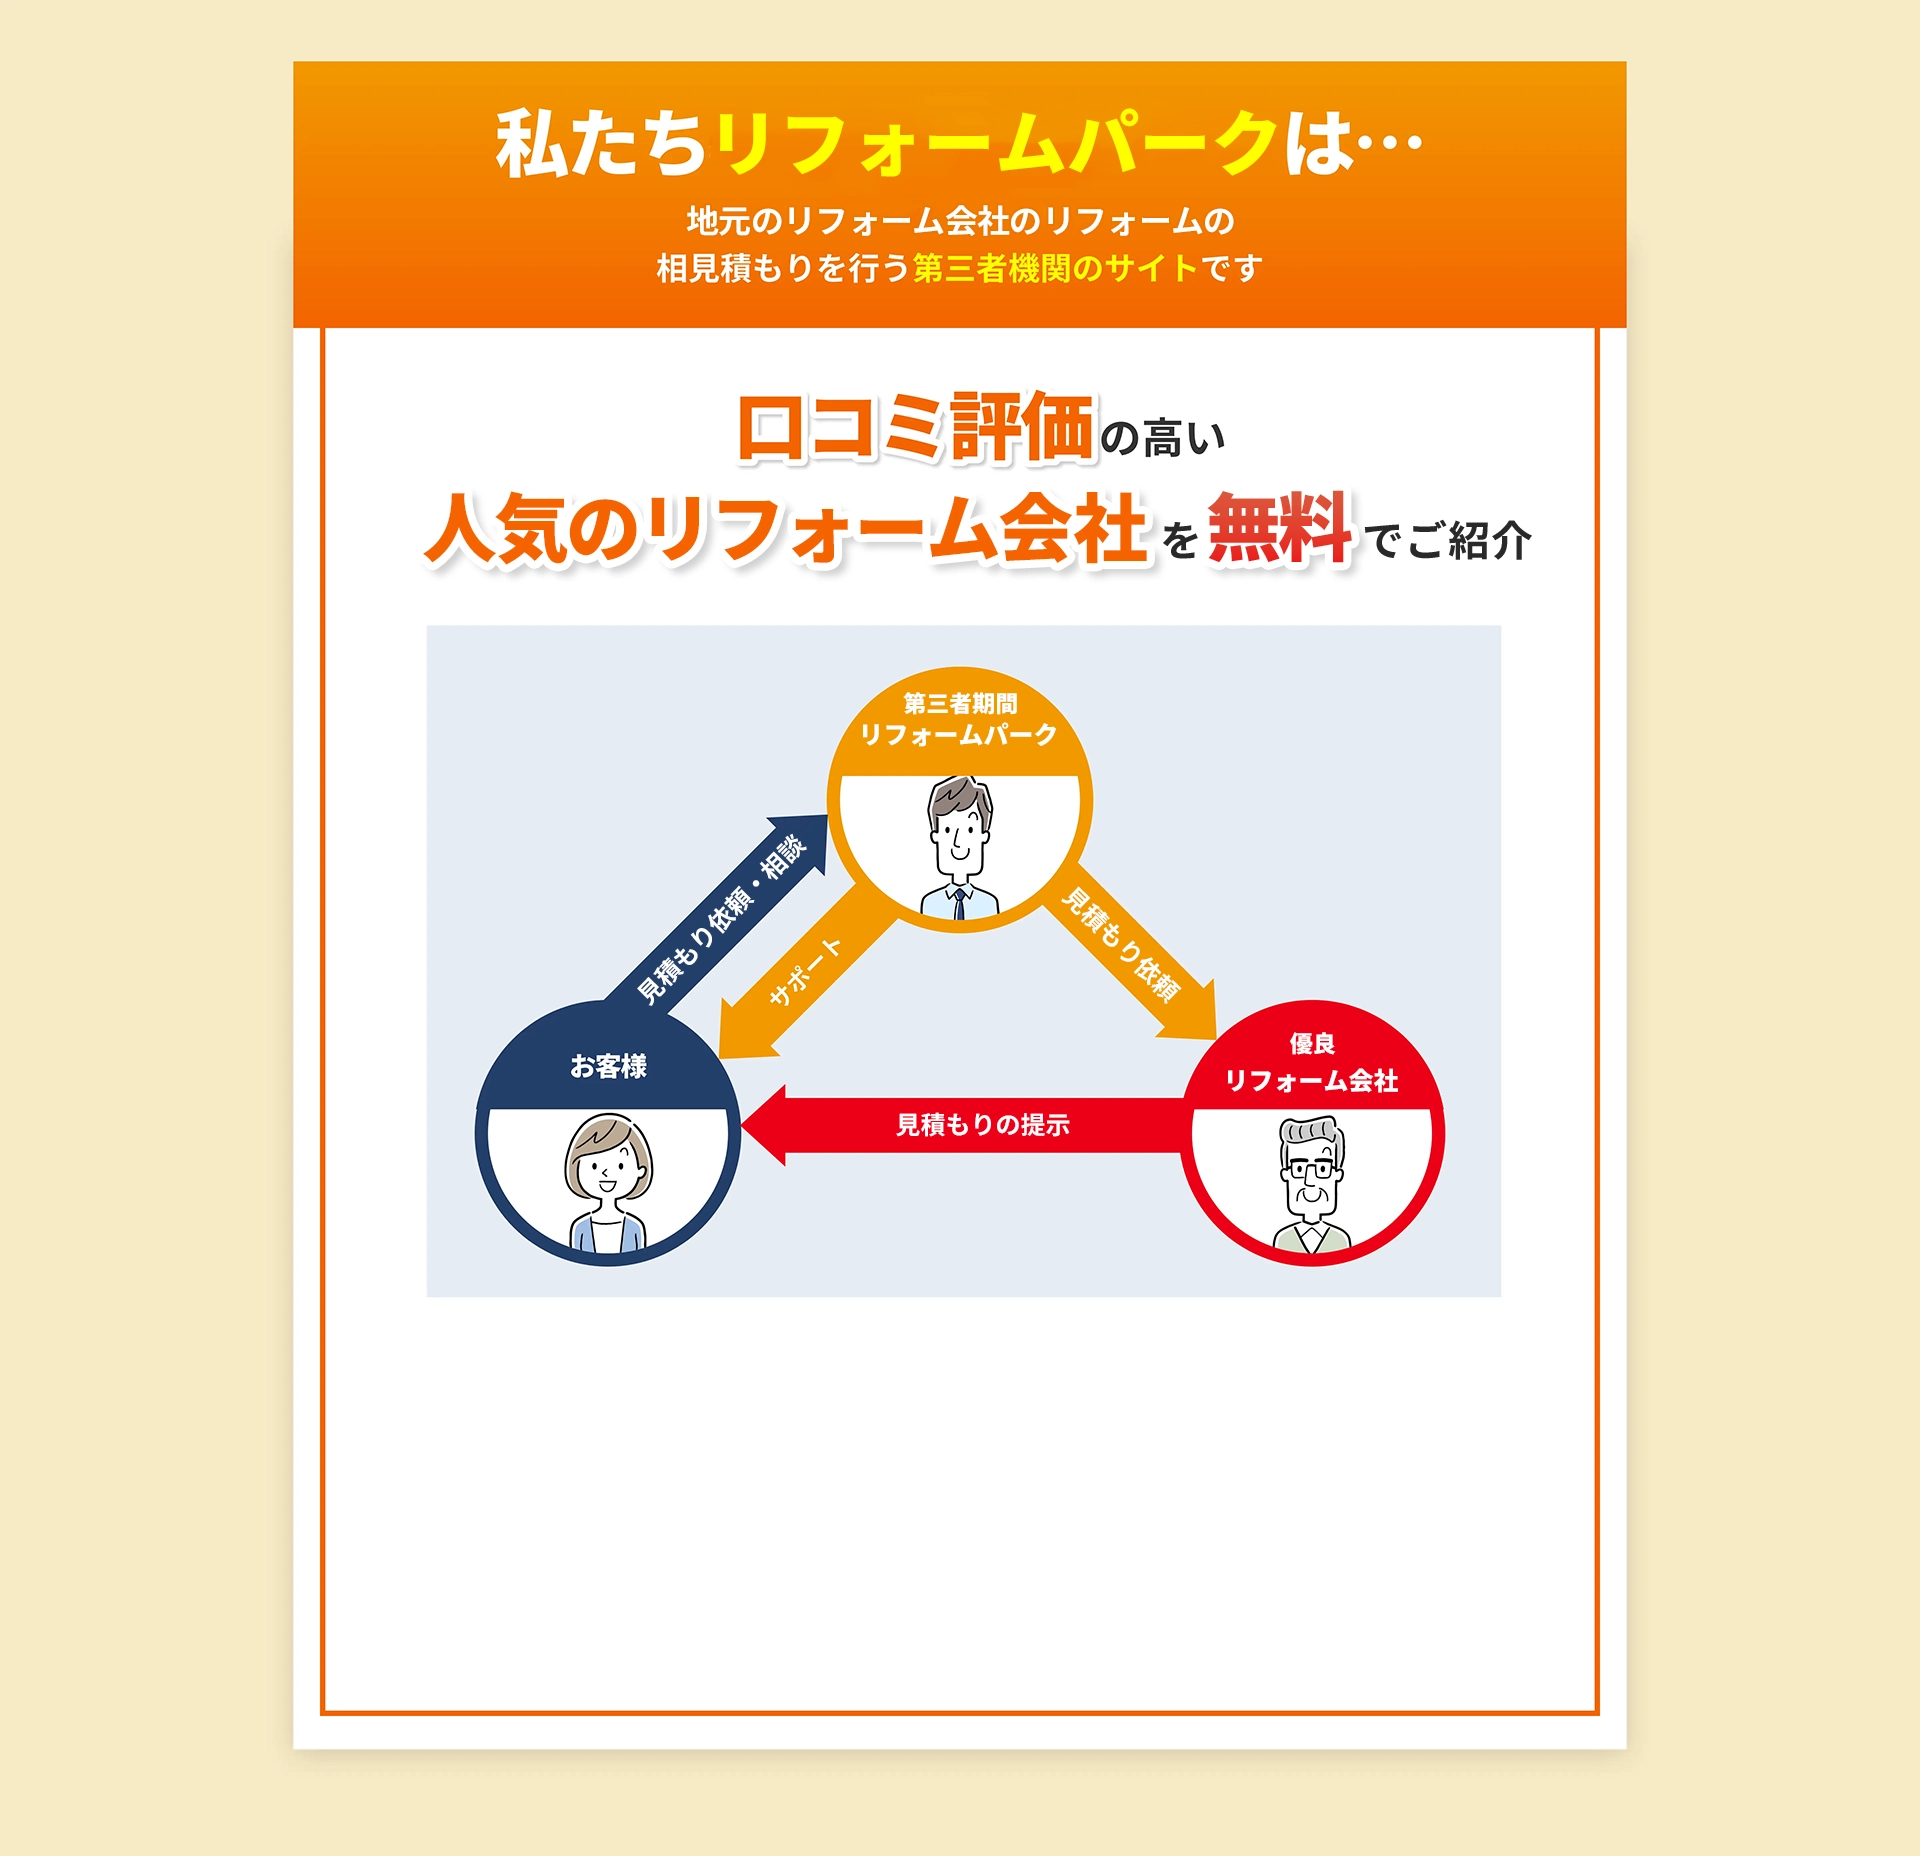 私たちリフォームパークは…
地元のリフォーム会社のリフォームの
相見積もりを行う第三者機関のサイトです
口コミ評価の高い
人気のリフォーム会社を無料でご紹介
第三者期間
リフォームパーク
見積もり依頼・相談
サポート
見積もり依頼
お客様
優良
リフォーム会社
見積もりの提示